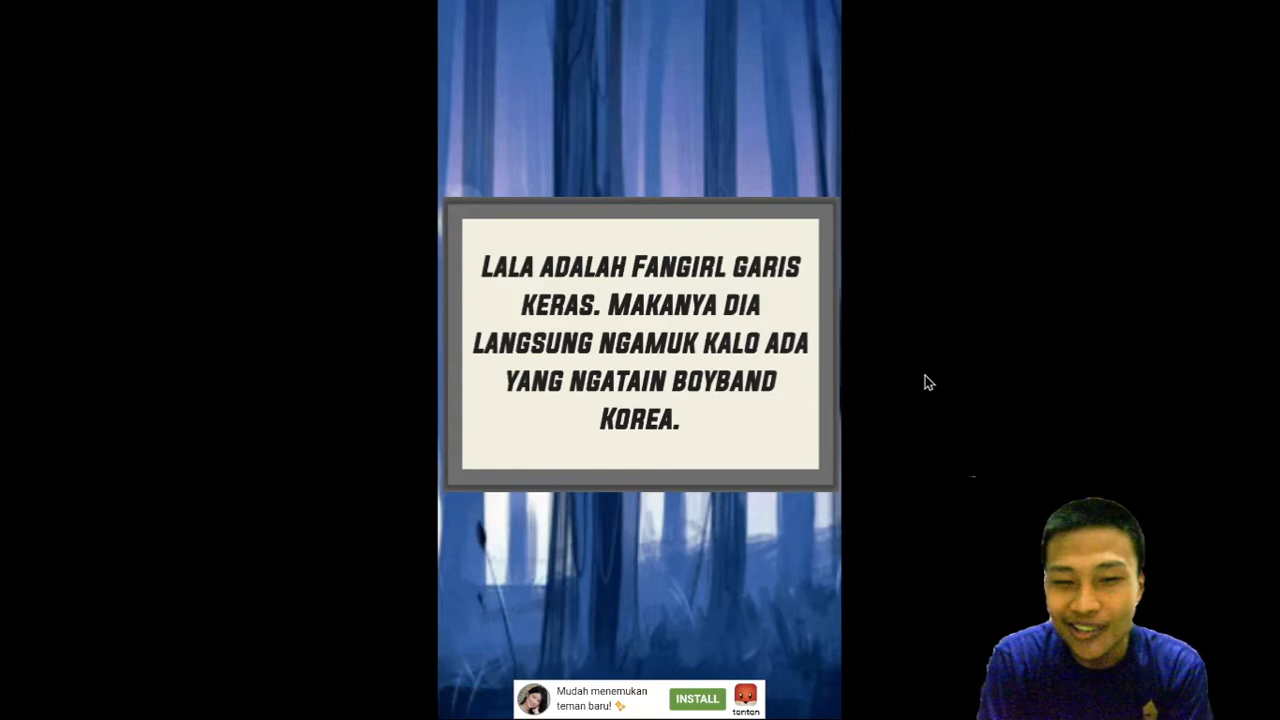 LALA ADALAH FANGIRL GARIS
KERAS. MAKANYA DIA
LANGSUNG NGAMUK KALO ADA
YANG NGATAIN BOYBAND
KOREA.
Mudah menemukan
teman baru! ✨
INSTALL
tantan